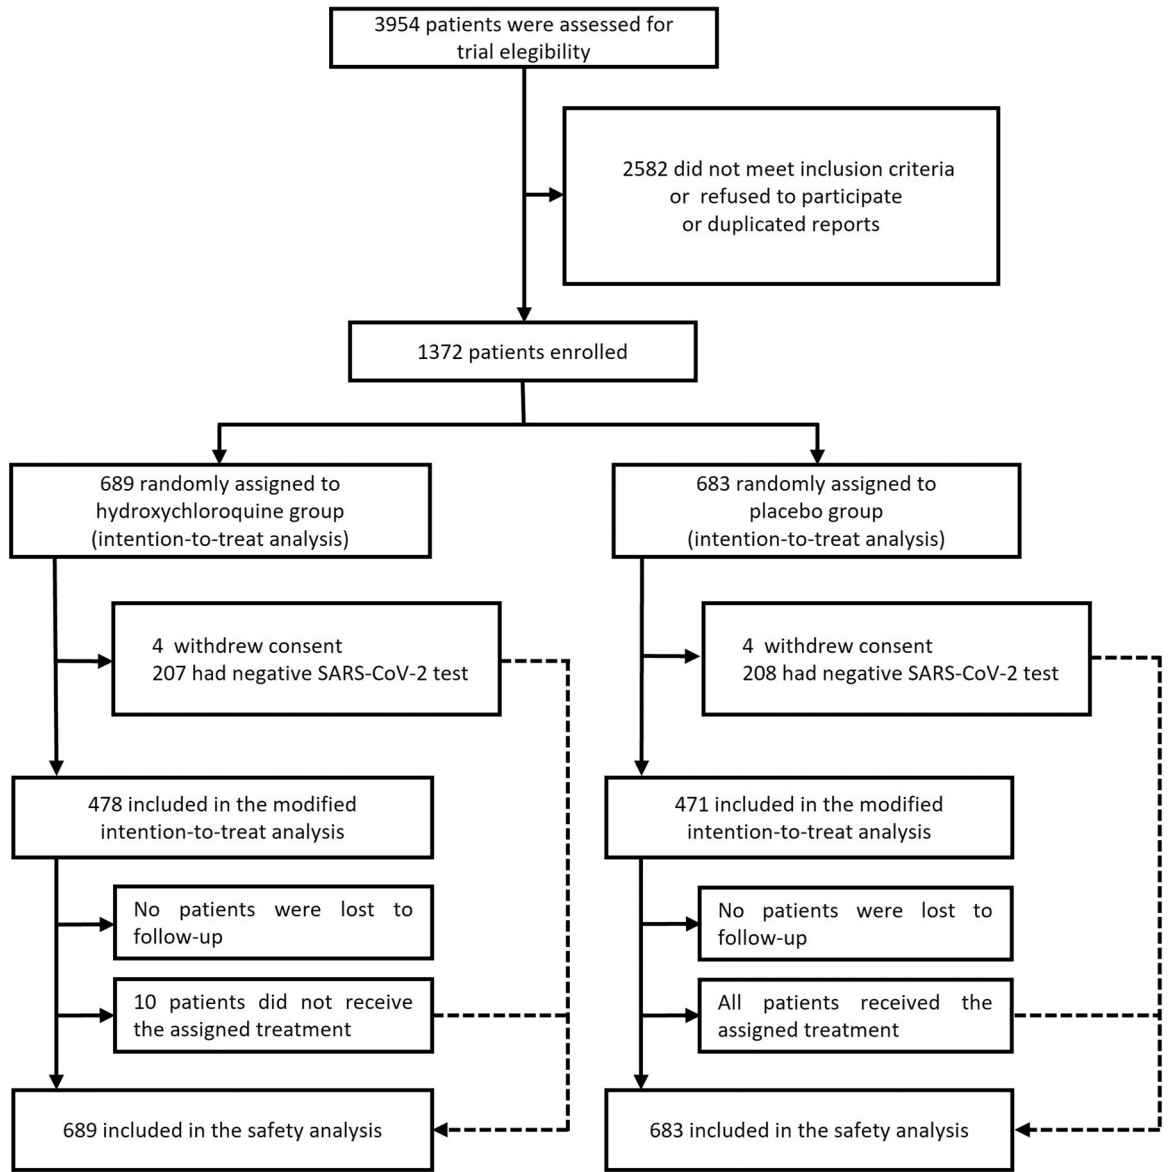 3954 patients were assessed for
trial elegibility
2582 did not meet inclusion criteria
or refused to participate
or duplicated reports
1372 patients enrolled
689 randomly assigned to
hydroxychloroquine group
(intention-to-treat analysis)
683 randomly assigned to
placebo group
(intention-to-treat analysis)
4 withdrew consent
207 had negative SARS-CoV-2 test
4 withdrew consent
208 had negative SARS-CoV-2 test
478 included in the modified
intention-to-treat analysis
471 included in the modified
intention-to-treat analysis
No patients were lost to
follow-up
No patients were lost to
follow-up
10 patients did not receive
the assigned treatment
All patients received the
assigned treatment
689 included in the safety analysis
683 included in the safety analysis